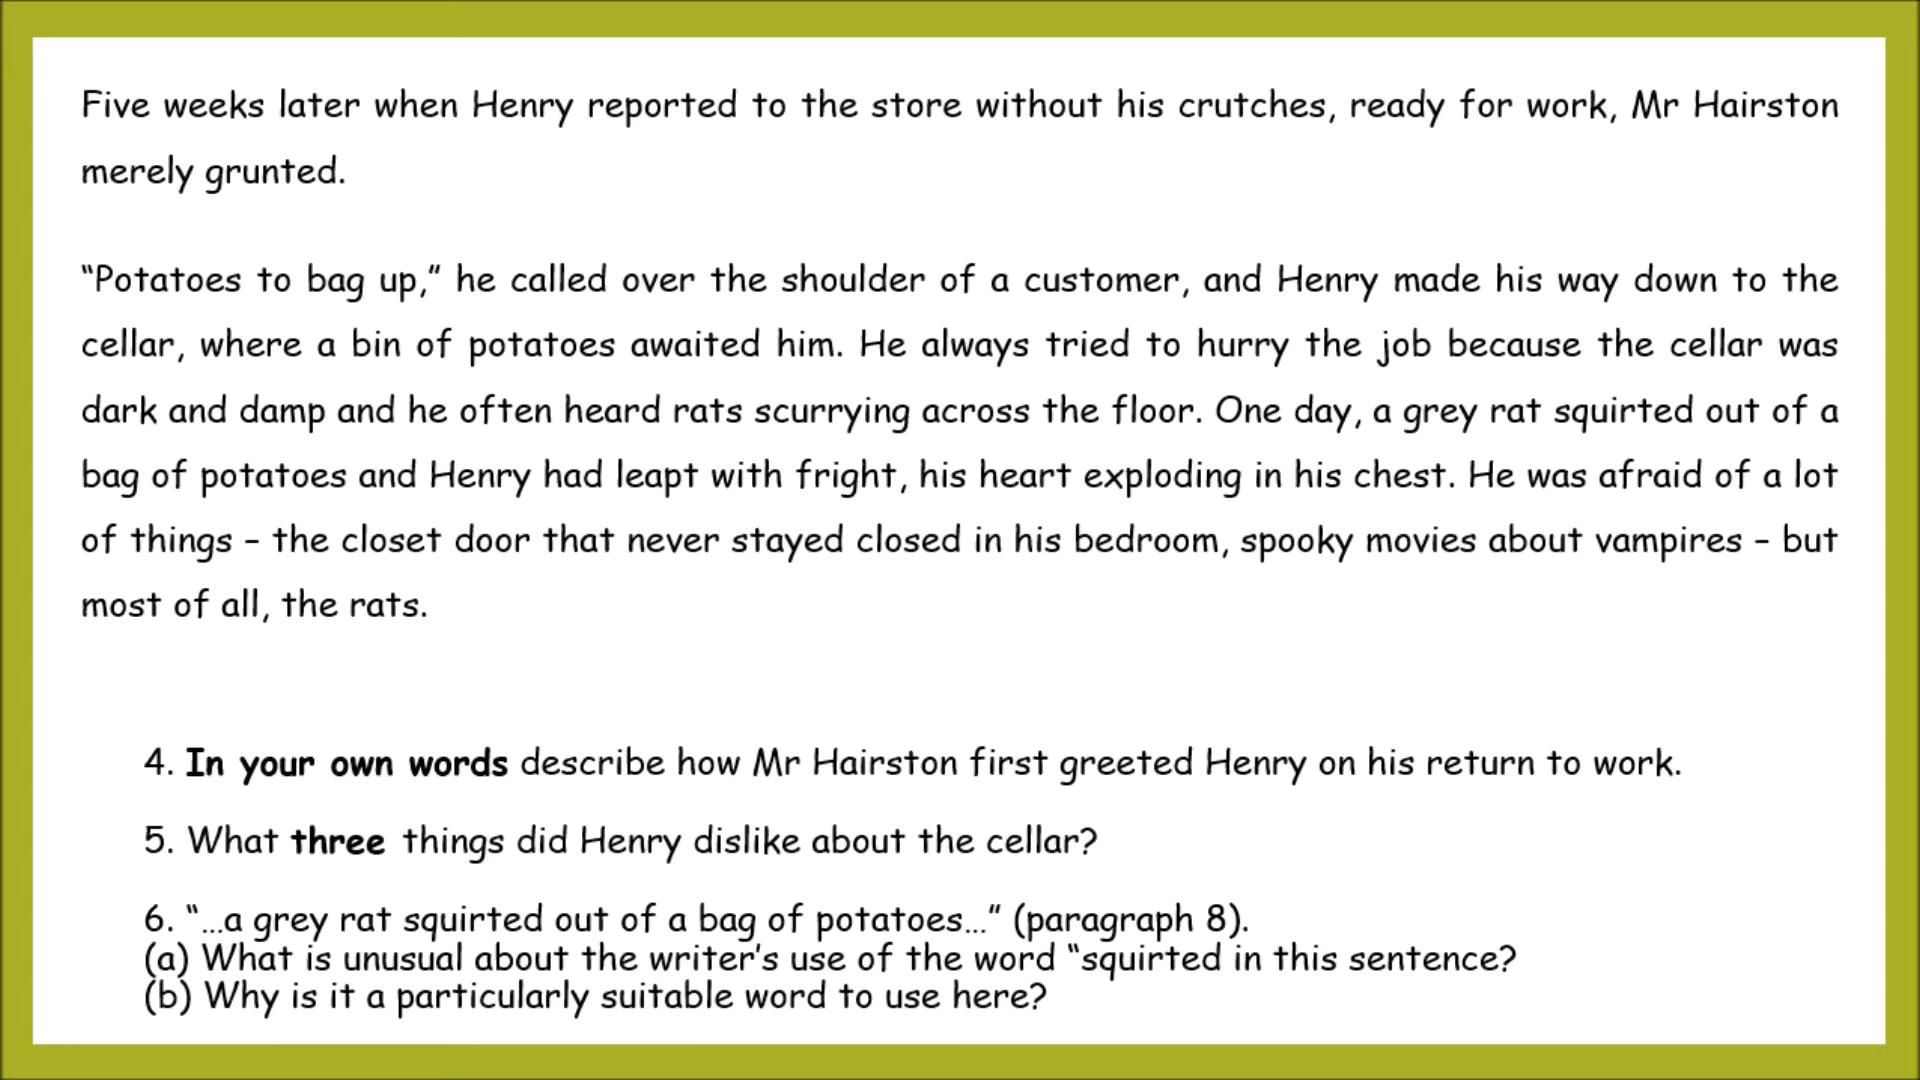 Five weeks later when Henry reported to the store without his crutches, ready for work, Mr Hairston
merely grunted.
“Potatoes to bag up,” he called over the shoulder of a customer, and Henry made his way down to the
cellar, where a bin of potatoes awaited him. He always tried to hurry the job because the cellar was
dark and damp and he often heard rats scurrying across the floor. One day, a grey rat squirted out of a
bag of potatoes and Henry had leapt with fright, his heart exploding in his chest. He was afraid of a lot
of things – the closet door that never stayed closed in his bedroom, spooky movies about vampires – but
most of all, the rats.
4. In your own words describe how Mr Hairston first greeted Henry on his return to work.
5. What three things did Henry dislike about the cellar?
6. “…a grey rat squirted out of a bag of potatoes…” (paragraph 8).
(a) What is unusual about the writer’s use of the word “squirted in this sentence?
(b) Why is it a particularly suitable word to use here?